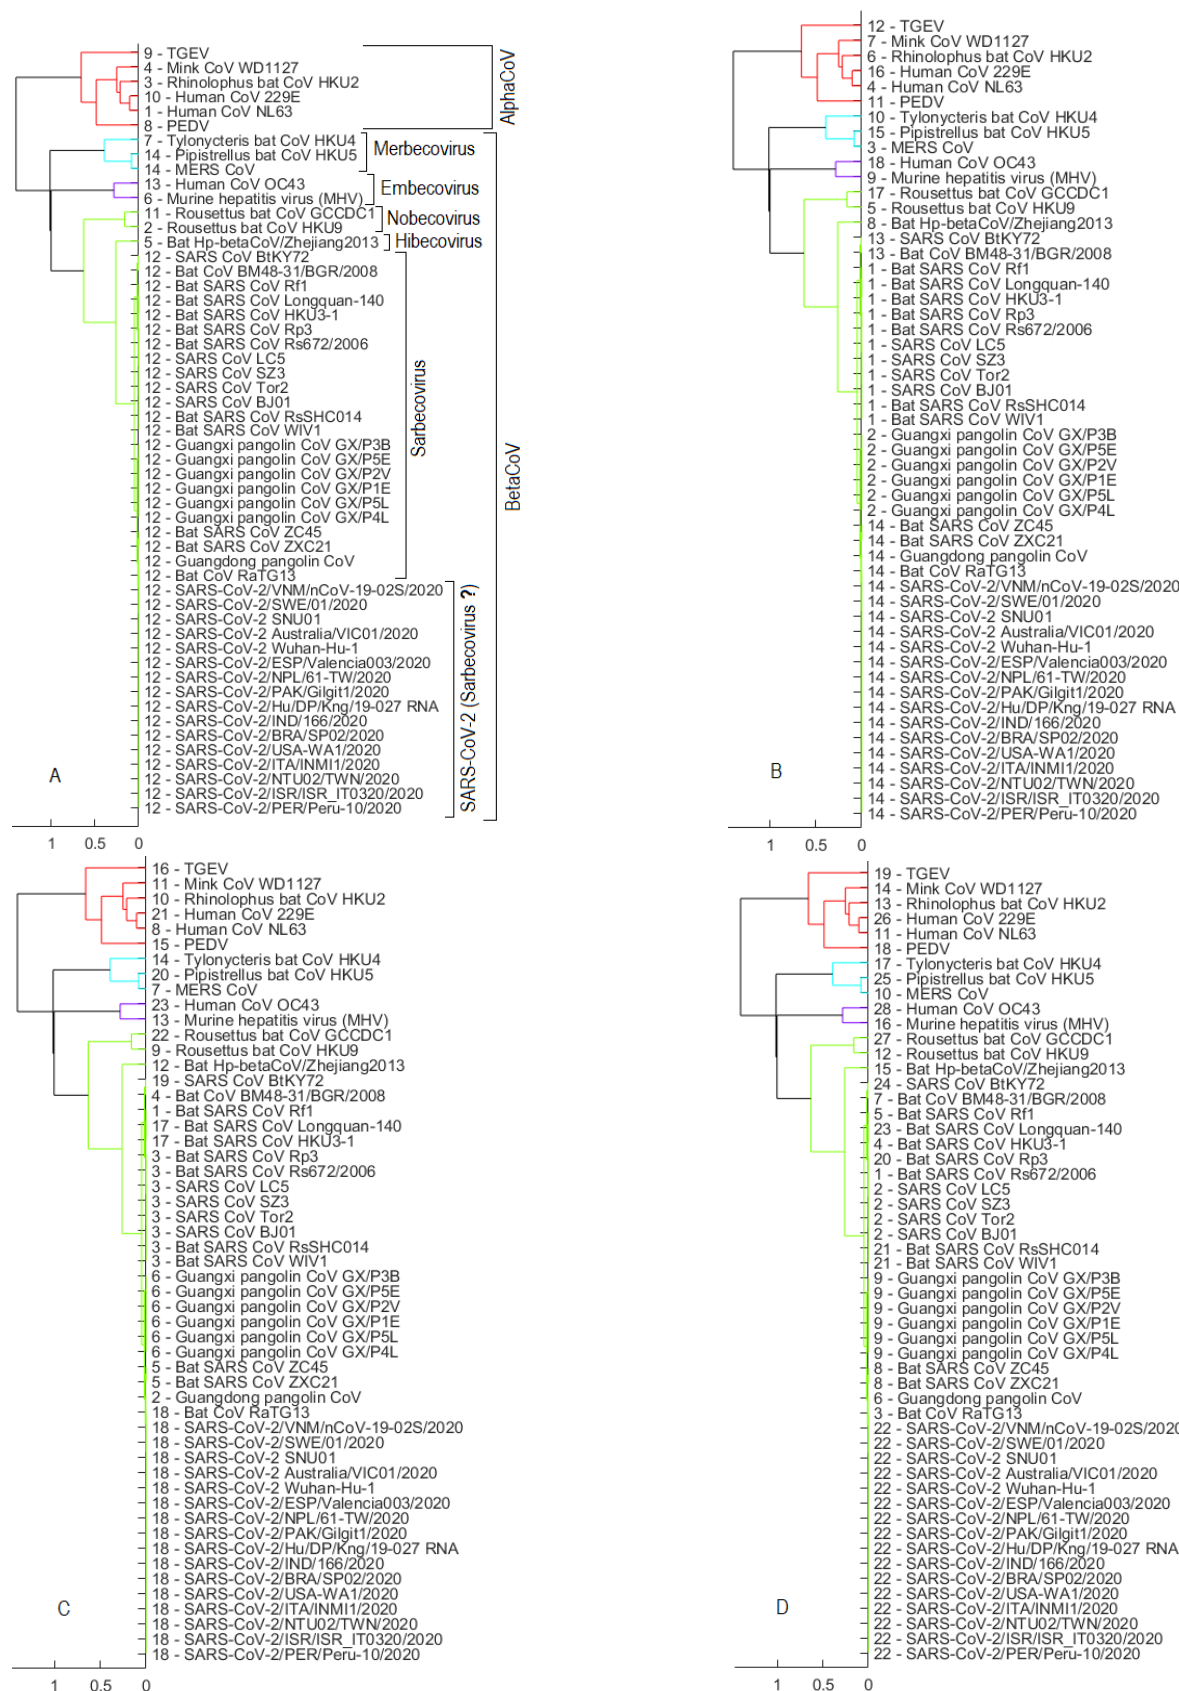 9 - TGEV
4 - Mink CoV WD1127
3 - Rhinolophus bat CoV HKU2
10 - Human CoV 229E
1 - Human CoV NL63
8 - PEDV
7 - Tylonycteris bat CoV HKU4
14 - Pipistrellus bat CoV HKU5
14 - MERS CoV
13 - Human CoV OC43
6 - Murine hepatitis virus (MHV)
11 - Rousettus bat CoV GCCDC1
2 - Rousettus bat CoV HKU9
5 - Bat Hp-betaCoV/Zhejiang2013
12 - SARS CoV BtKY72
12 - Bat CoV BM48-31/BGR/2008
12 - Bat SARS CoV Rf1
12 - Bat SARS CoV Longquan-140
12 - Bat SARS CoV HKU3-1
12 - Bat SARS CoV Rp3
12 - Bat SARS CoV Rs672/2006
12 - SARS CoV LC5
12 - SARS CoV SZ3
12 - SARS CoV Tor2
12 - SARS CoV BJ01
12 - Bat SARS CoV RsSHC014
12 - Bat SARS CoV WIV1
12 - Guangxi pangolin CoV GX/P3B
12 - Guangxi pangolin CoV GX/P5E
12 - Guangxi pangolin CoV GX/P2V
12 - Guangxi pangolin CoV GX/P1E
12 - Guangxi pangolin CoV GX/P5L
12 - Guangxi pangolin CoV GX/P4L
12 - Bat SARS CoV ZC45
12 - Bat SARS CoV ZXC21
12 - Guangdong pangolin CoV
12 - Bat CoV RaTG13
12 - SARS-CoV-2/VNM/nCoV-19-02S/2020
12 - SARS-CoV-2/SWE/01/2020
12 - SARS-CoV-2 SNU01
12 - SARS-CoV-2 Australia/VIC01/2020
12 - SARS-CoV-2 Wuhan-Hu-1
12 - SARS-CoV-2/ESP/Valencia003/2020
12 - SARS-CoV-2/NPL/61-TW/2020
12 - SARS-CoV-2/PAK/Gilgit1/2020
12 - SARS-CoV-2/Hu/DP/Kng/19-027 RNA
12 - SARS-CoV-2/IND/166/2020
12 - SARS-CoV-2/BRA/SP02/2020
12 - SARS-CoV-2/USA-WA1/2020
12 - SARS-CoV-2/ITA/INMI1/2020
12 - SARS-CoV-2/NTU02/TWN/2020
12 - SARS-CoV-2/ISR/ISR_IT0320/2020
12 - SARS-CoV-2/PER/Peru-10/2020
AlphaCoV
Merbecovirus
Embecovirus
Nobecovirus
Hibecovirus
Sarbecovirus
BetaCoV
SARS-CoV-2 (Sarbecovirus ?)
A
1 0.5 0
12 - TGEV
7 - Mink CoV WD1127
6 - Rhinolophus bat CoV HKU2
16 - Human CoV 229E
4 - Human CoV NL63
11 - PEDV
10 - Tylonycteris bat CoV HKU4
15 - Pipistrellus bat CoV HKU5
3 - MERS CoV
18 - Human CoV OC43
9 - Murine hepatitis virus (MHV)
17 - Rousettus bat CoV GCCDC1
5 - Rousettus bat CoV HKU9
8 - Bat Hp-betaCoV/Zhejiang2013
13 - SARS CoV BtKY72
13 - Bat CoV BM48-31/BGR/2008
1 - Bat SARS CoV Rf1
1 - Bat SARS CoV Longquan-140
1 - Bat SARS CoV HKU3-1
1 - Bat SARS CoV Rp3
1 - Bat SARS CoV Rs672/2006
1 - SARS CoV LC5
1 - SARS CoV SZ3
1 - SARS CoV Tor2
1 - SARS CoV BJ01
1 - Bat SARS CoV RsSHC014
1 - Bat SARS CoV WIV1
2 - Guangxi pangolin CoV GX/P3B
2 - Guangxi pangolin CoV GX/P5E
2 - Guangxi pangolin CoV GX/P2V
2 - Guangxi pangolin CoV GX/P1E
2 - Guangxi pangolin CoV GX/P5L
2 - Guangxi pangolin CoV GX/P4L
14 - Bat SARS CoV ZC45
14 - Bat SARS CoV ZXC21
14 - Guangdong pangolin CoV
14 - Bat CoV RaTG13
14 - SARS-CoV-2/VNM/nCoV-19-02S/2020
14 - SARS-CoV-2/SWE/01/2020
14 - SARS-CoV-2 SNU01
14 - SARS-CoV-2 Australia/VIC01/2020
14 - SARS-CoV-2 Wuhan-Hu-1
14 - SARS-CoV-2/ESP/Valencia003/2020
14 - SARS-CoV-2/NPL/61-TW/2020
14 - SARS-CoV-2/PAK/Gilgit1/2020
14 - SARS-CoV-2/Hu/DP/Kng/19-027 RNA
14 - SARS-CoV-2/IND/166/2020
14 - SARS-CoV-2/BRA/SP02/2020
14 - SARS-CoV-2/USA-WA1/2020
14 - SARS-CoV-2/ITA/INMI1/2020
14 - SARS-CoV-2/NTU02/TWN/2020
14 - SARS-CoV-2/ISR/ISR_IT0320/2020
14 - SARS-CoV-2/PER/Peru-10/2020
B
1 0.5 0
16 - TGEV
11 - Mink CoV WD1127
10 - Rhinolophus bat CoV HKU2
21 - Human CoV 229E
8 - Human CoV NL63
15 - PEDV
14 - Tylonycteris bat CoV HKU4
20 - Pipistrellus bat CoV HKU5
7 - MERS CoV
23 - Human CoV OC43
13 - Murine hepatitis virus (MHV)
22 - Rousettus bat CoV GCCDC1
9 - Rousettus bat CoV HKU9
12 - Bat Hp-betaCoV/Zhejiang2013
19 - SARS CoV BtKY72
4 - Bat CoV BM48-31/BGR/2008
1 - Bat SARS CoV Rf1
17 - Bat SARS CoV Longquan-140
17 - Bat SARS CoV HKU3-1
3 - Bat SARS CoV Rp3
3 - Bat SARS CoV Rs672/2006
3 - SARS CoV LC5
3 - SARS CoV SZ3
3 - SARS CoV Tor2
3 - SARS CoV BJ01
3 - Bat SARS CoV RsSHC014
3 - Bat SARS CoV WIV1
6 - Guangxi pangolin CoV GX/P3B
6 - Guangxi pangolin CoV GX/P5E
6 - Guangxi pangolin CoV GX/P2V
6 - Guangxi pangolin CoV GX/P1E
6 - Guangxi pangolin CoV GX/P5L
6 - Guangxi pangolin CoV GX/P4L
5 - Bat SARS CoV ZC45
5 - Bat SARS CoV ZXC21
2 - Guangdong pangolin CoV
18 - Bat CoV RaTG13
18 - SARS-CoV-2/VNM/nCoV-19-02S/2020
18 - SARS-CoV-2/SWE/01/2020
18 - SARS-CoV-2 SNU01
18 - SARS-CoV-2 Australia/VIC01/2020
18 - SARS-CoV-2 Wuhan-Hu-1
18 - SARS-CoV-2/ESP/Valencia003/2020
18 - SARS-CoV-2/NPL/61-TW/2020
18 - SARS-CoV-2/PAK/Gilgit1/2020
18 - SARS-CoV-2/Hu/DP/Kng/19-027 RNA
18 - SARS-CoV-2/IND/166/2020
18 - SARS-CoV-2/BRA/SP02/2020
18 - SARS-CoV-2/USA-WA1/2020
18 - SARS-CoV-2/ITA/INMI1/2020
18 - SARS-CoV-2/NTU02/TWN/2020
18 - SARS-CoV-2/ISR/ISR_IT0320/2020
18 - SARS-CoV-2/PER/Peru-10/2020
C
1 0.5 0
19 - TGEV
14 - Mink CoV WD1127
13 - Rhinolophus bat CoV HKU2
26 - Human CoV 229E
11 - Human CoV NL63
18 - PEDV
17 - Tylonycteris bat CoV HKU4
25 - Pipistrellus bat CoV HKU5
10 - MERS CoV
28 - Human CoV OC43
16 - Murine hepatitis virus (MHV)
27 - Rousettus bat CoV GCCDC1
12 - Rousettus bat CoV HKU9
15 - Bat Hp-betaCoV/Zhejiang2013
24 - SARS CoV BtKY72
7 - Bat CoV BM48-31/BGR/2008
5 - Bat SARS CoV Rf1
23 - Bat SARS CoV Longquan-140
4 - Bat SARS CoV HKU3-1
20 - Bat SARS CoV Rp3
1 - Bat SARS CoV Rs672/2006
2 - SARS CoV LC5
2 - SARS CoV SZ3
2 - SARS CoV Tor2
2 - SARS CoV BJ01
21 - Bat SARS CoV RsSHC014
21 - Bat SARS CoV WIV1
9 - Guangxi pangolin CoV GX/P3B
9 - Guangxi pangolin CoV GX/P5E
9 - Guangxi pangolin CoV GX/P2V
9 - Guangxi pangolin CoV GX/P1E
9 - Guangxi pangolin CoV GX/P5L
9 - Guangxi pangolin CoV GX/P4L
8 - Bat SARS CoV ZC45
8 - Bat SARS CoV ZXC21
6 - Guangdong pangolin CoV
3 - Bat CoV RaTG13
22 - SARS-CoV-2/VNM/nCoV-19-02S/2020
22 - SARS-CoV-2/SWE/01/2020
22 - SARS-CoV-2 SNU01
22 - SARS-CoV-2 Australia/VIC01/2020
22 - SARS-CoV-2 Wuhan-Hu-1
22 - SARS-CoV-2/ESP/Valencia003/2020
22 - SARS-CoV-2/NPL/61-TW/2020
22 - SARS-CoV-2/PAK/Gilgit1/2020
22 - SARS-CoV-2/Hu/DP/Kng/19-027 RNA
22 - SARS-CoV-2/IND/166/2020
22 - SARS-CoV-2/BRA/SP02/2020
22 - SARS-CoV-2/USA-WA1/2020
22 - SARS-CoV-2/ITA/INMI1/2020
22 - SARS-CoV-2/NTU02/TWN/2020
22 - SARS-CoV-2/ISR/ISR_IT0320/2020
22 - SARS-CoV-2/PER/Peru-10/2020
D
1 0.5 0